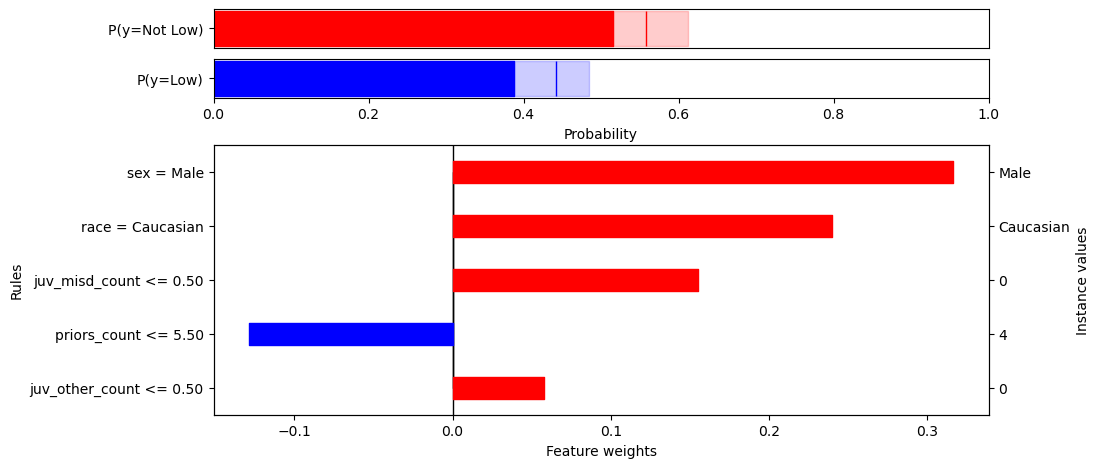 P(y=Not Low)
P(y=Low)
0.0 0.2 0.4 0.6 0.8 1.0
Probability
sex = Male Male
race = Caucasian Caucasian
juv_misd_count <= 0.50 0
priors_count <= 5.50 4
juv_other_count <= 0.50 0
Rules
Instance values
−0.1 0.0 0.1 0.2 0.3
Feature weights